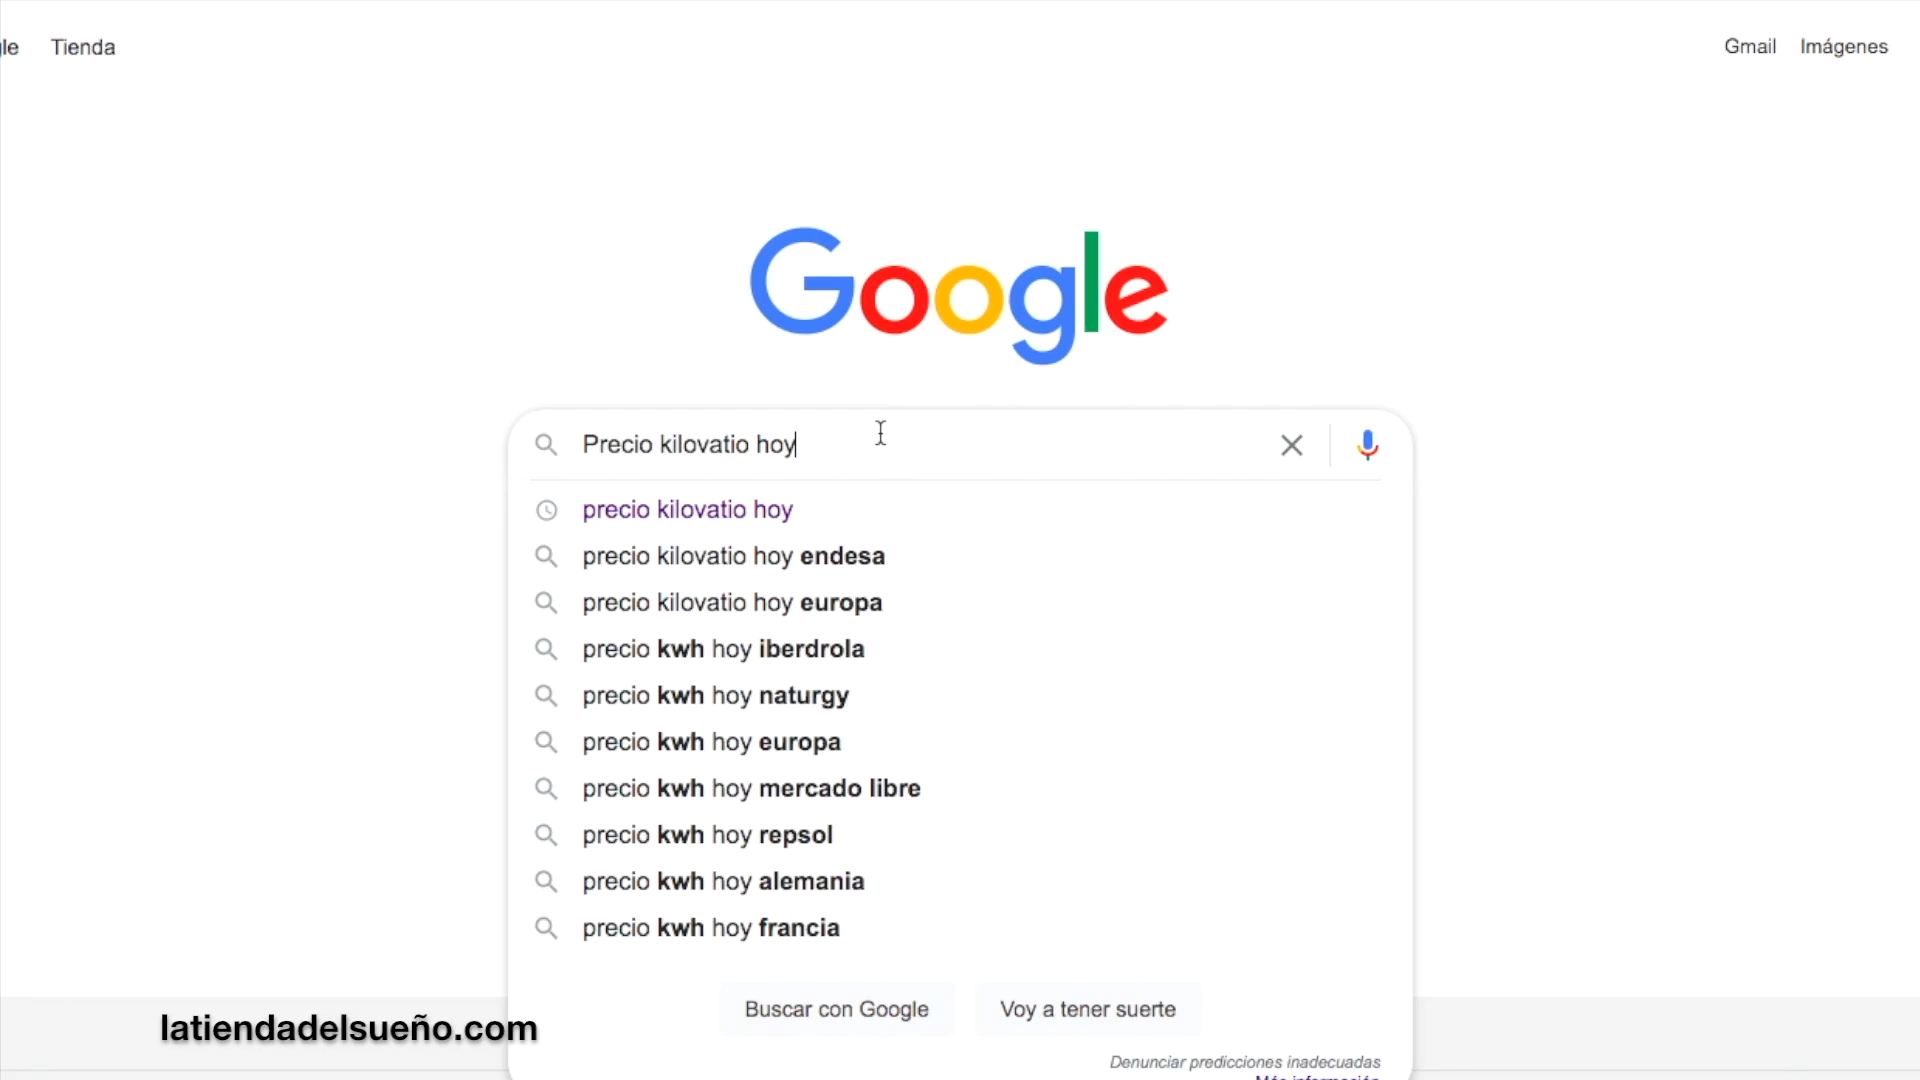 le Tienda Gmail Imágenes
Google
Precio kilovatio hoy
precio kilovatio hoy
precio kilovatio hoy endesa
precio kilovatio hoy europa
precio kwh hoy iberdrola
precio kwh hoy naturgy
precio kwh hoy europa
precio kwh hoy mercado libre
precio kwh hoy repsol
precio kwh hoy alemania
precio kwh hoy francia
Buscar con Google Voy a tener suerte
latiendadelsueño.com
Denunciar predicciones inadecuadas
Más información